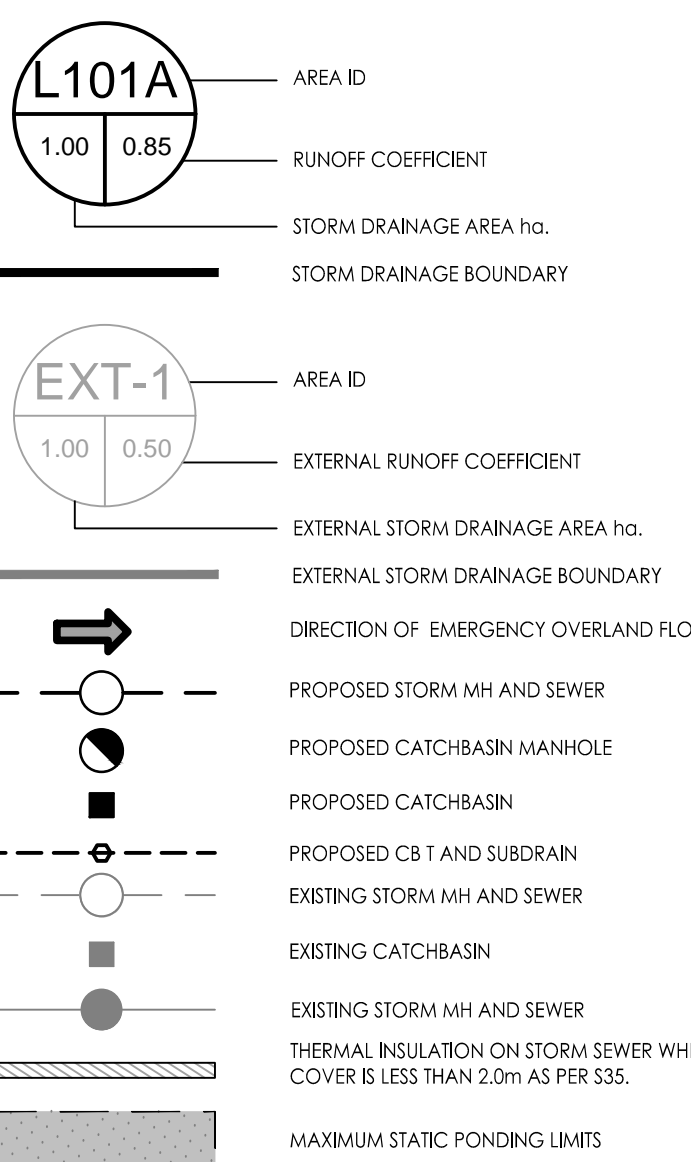 L101A
AREA ID
1.00 0.85
RUNOFF COEFFICIENT
STORM DRAINAGE AREA ha.
STORM DRAINAGE BOUNDARY
EXT-1
AREA ID
1.00 0.50
EXTERNAL RUNOFF COEFFICIENT
EXTERNAL STORM DRAINAGE AREA ha.
EXTERNAL STORM DRAINAGE BOUNDARY
DIRECTION OF EMERGENCY OVERLAND FLO
PROPOSED STORM MH AND SEWER
PROPOSED CATCHBASIN MANHOLE
PROPOSED CATCHBASIN
PROPOSED CB T AND SUBDRAIN
EXISTING STORM MH AND SEWER
EXISTING CATCHBASIN
EXISTING STORM MH AND SEWER
THERMAL INSULATION ON STORM SEWER WH
COVER IS LESS THAN 2.0m AS PER S35.
MAXIMUM STATIC PONDING LIMITS